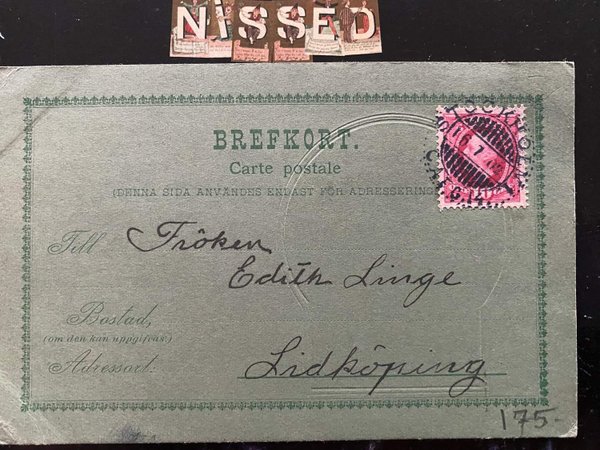 NISSED
BREFKORT.
Carte postale
(DENNA SIDA ANVÄNDES ENDAST FÖR ADRESSERING
Till Fröken
Edith Linge
Bostad,
(om den kan uppgifvas:)
Adressort: Lidköping
175-